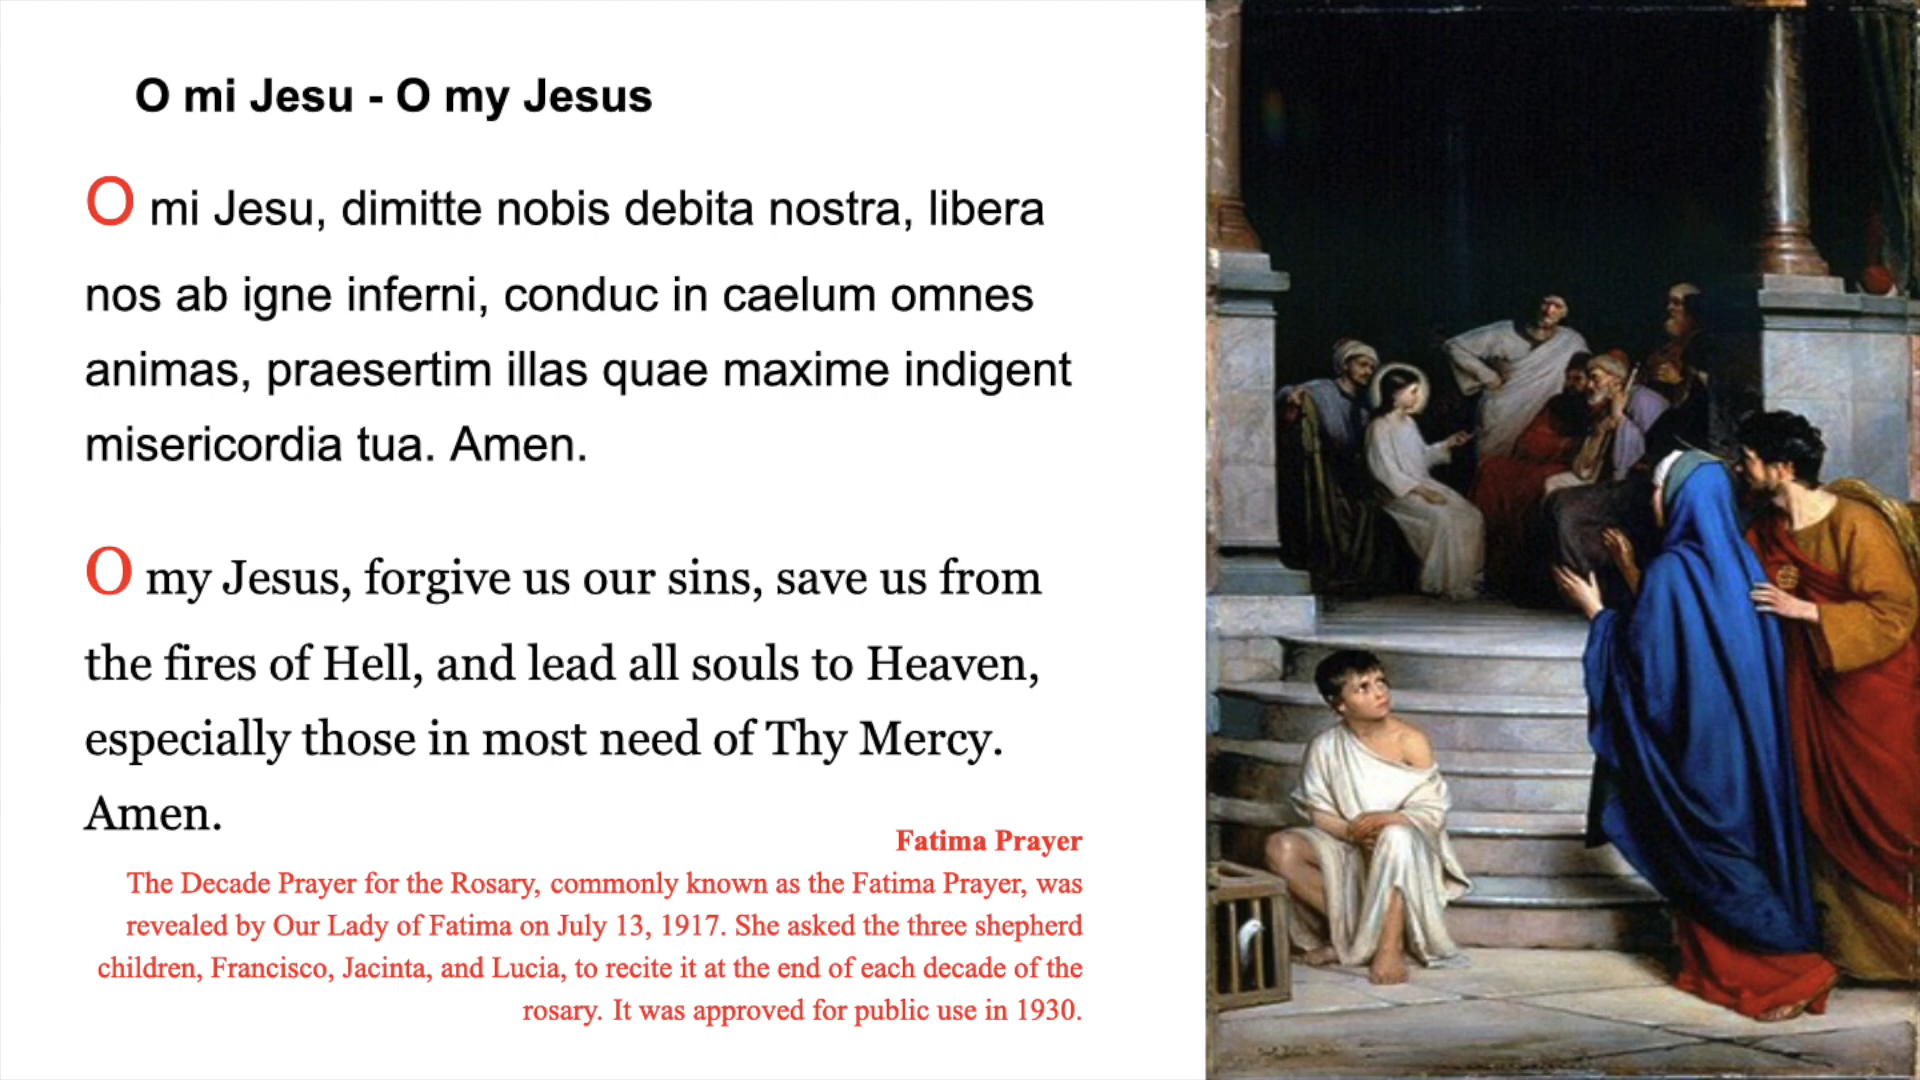 O mi Jesu - O my Jesus
O mi Jesu, dimitte nobis debita nostra, libera
nos ab igne inferni, conduc in caelum omnes
animas, praesertim illas quae maxime indigent
misericordia tua. Amen.
O my Jesus, forgive us our sins, save us from
the fires of Hell, and lead all souls to Heaven,
especially those in most need of Thy Mercy.
Amen.
Fatima Prayer
The Decade Prayer for the Rosary, commonly known as the Fatima Prayer, was
revealed by Our Lady of Fatima on July 13, 1917. She asked the three shepherd
children, Francisco, Jacinta, and Lucia, to recite it at the end of each decade of the
rosary. It was approved for public use in 1930.